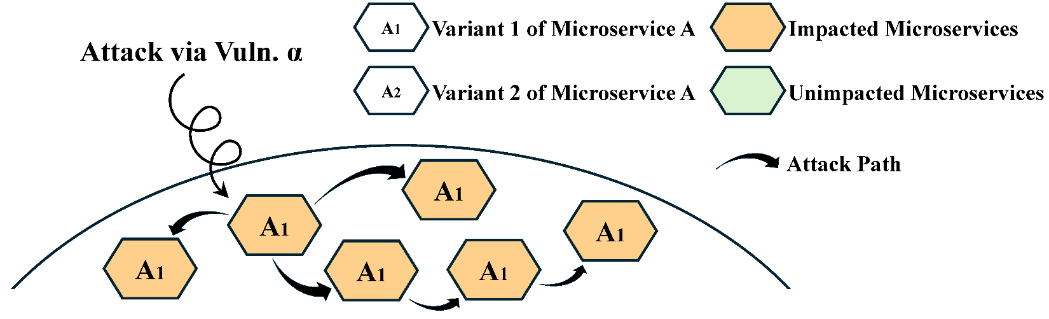 Attack via Vuln. α
A1 Variant 1 of Microservice A
Impacted Microservices
A2 Variant 2 of Microservice A
Unimpacted Microservices
Attack Path
A1
A1
A1
A1
A1
A1